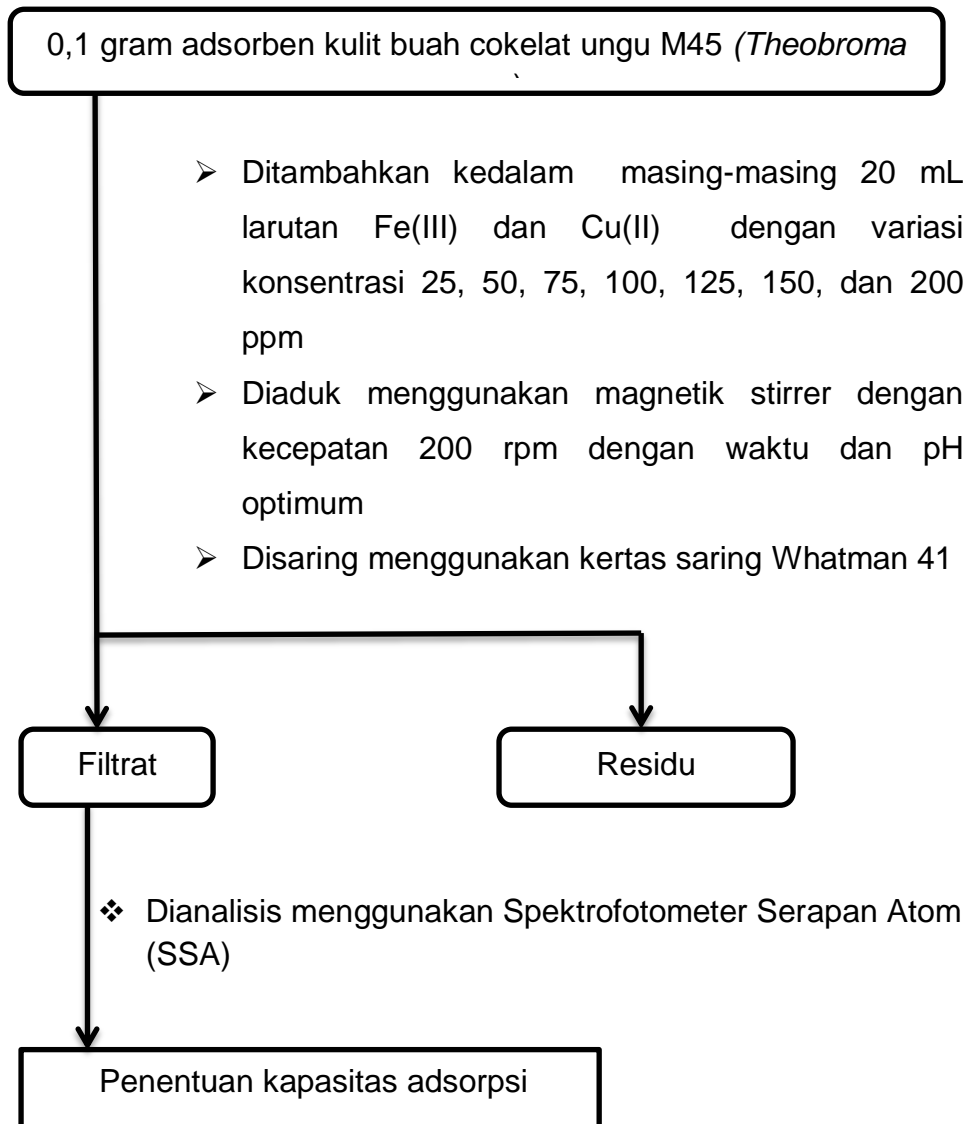 0,1 gram adsorben kulit buah cokelat ungu M45 (Theobroma
➢ Ditambahkan kedalam masing-masing 20 mL
larutan Fe(III) dan Cu(II) dengan variasi
konsentrasi 25, 50, 75, 100, 125, 150, dan 200
ppm
➢ Diaduk menggunakan magnetik stirrer dengan
kecepatan 200 rpm dengan waktu dan pH
optimum
➢ Disaring menggunakan kertas saring Whatman 41
Filtrat
Residu
❖ Dianalisis menggunakan Spektrofotometer Serapan Atom
(SSA)
Penentuan kapasitas adsorpsi